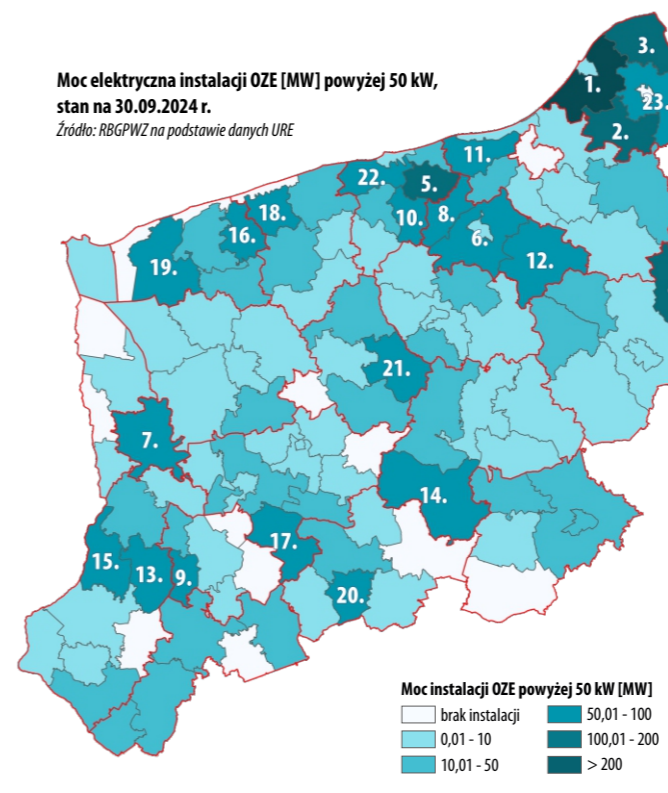 Moc elektryczna instalacji OZE [MW] powyżej 50 kW,
stan na 30.09.2024 r.
Źródło: RBGPWZ na podstawie danych URE
3.
1.
23.
2.
11.
22.
5.
18.
10.
8.
16.
6.
12.
19.
21.
7.
14.
17.
15.
13.
9.
20.
Moc instalacji OZE powyżej 50 kW [MW]
brak instalacji
0,01 - 10
10,01 - 50
50,01 - 100
100,01 - 200
> 200